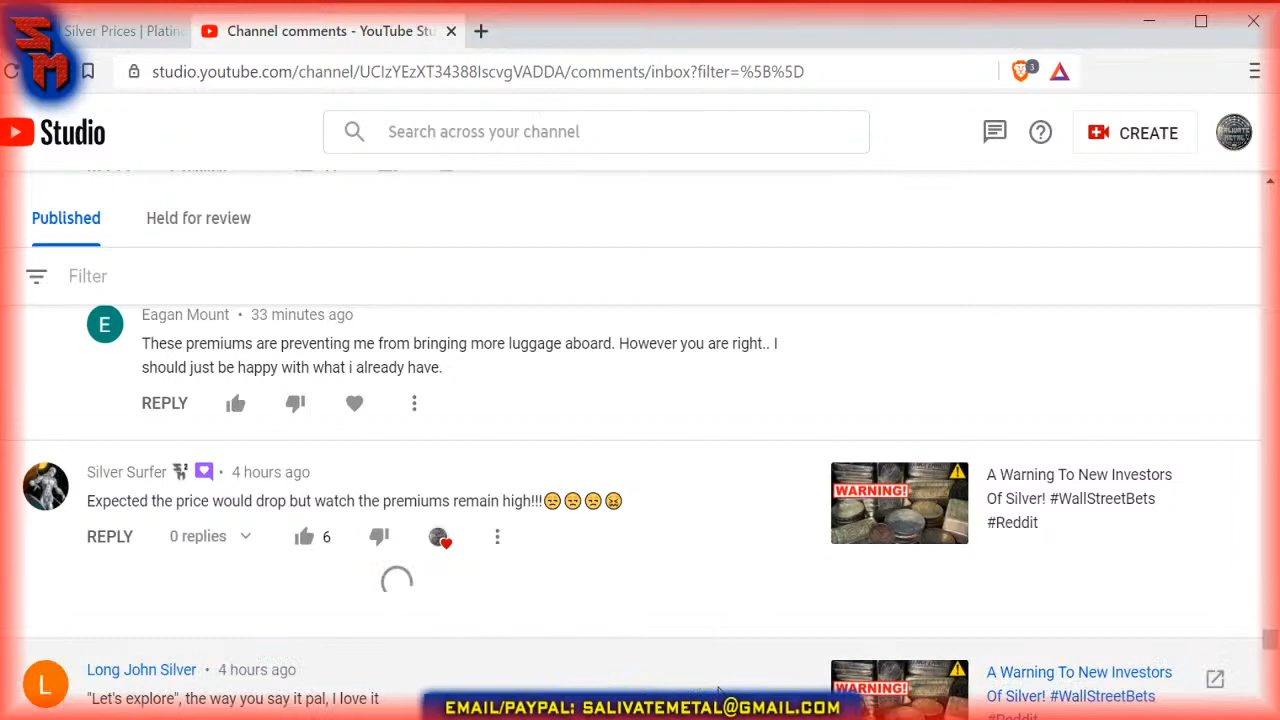 SM
Silver Prices | Platin
Channel comments - YouTube Stu
studio.youtube.com/channel/UCIzYEzXT34388IscvgVADDA/comments/inbox?filter=%5B%5D
3
Studio
Search across your channel
CREATE
Published
Held for review
Filter
E
Eagan Mount • 33 minutes ago
These premiums are preventing me from bringing more luggage aboard. However you are right.. I
should just be happy with what i already have.
REPLY
Silver Surfer • 4 hours ago
Expected the price would drop but watch the premiums remain high!!!😒😒😒😖
REPLY 0 replies 6
WARNING!
A Warning To New Investors
Of Silver! #WallStreetBets
#Reddit
L
Long John Silver • 4 hours ago
"Let's explore", the way you say it pal, I love it
WARNING!
A Warning To New Investors
Of Silver! #WallStreetBets
#Reddit
EMAIL/PAYPAL: SALIVATEMETAL@GMAIL.COM